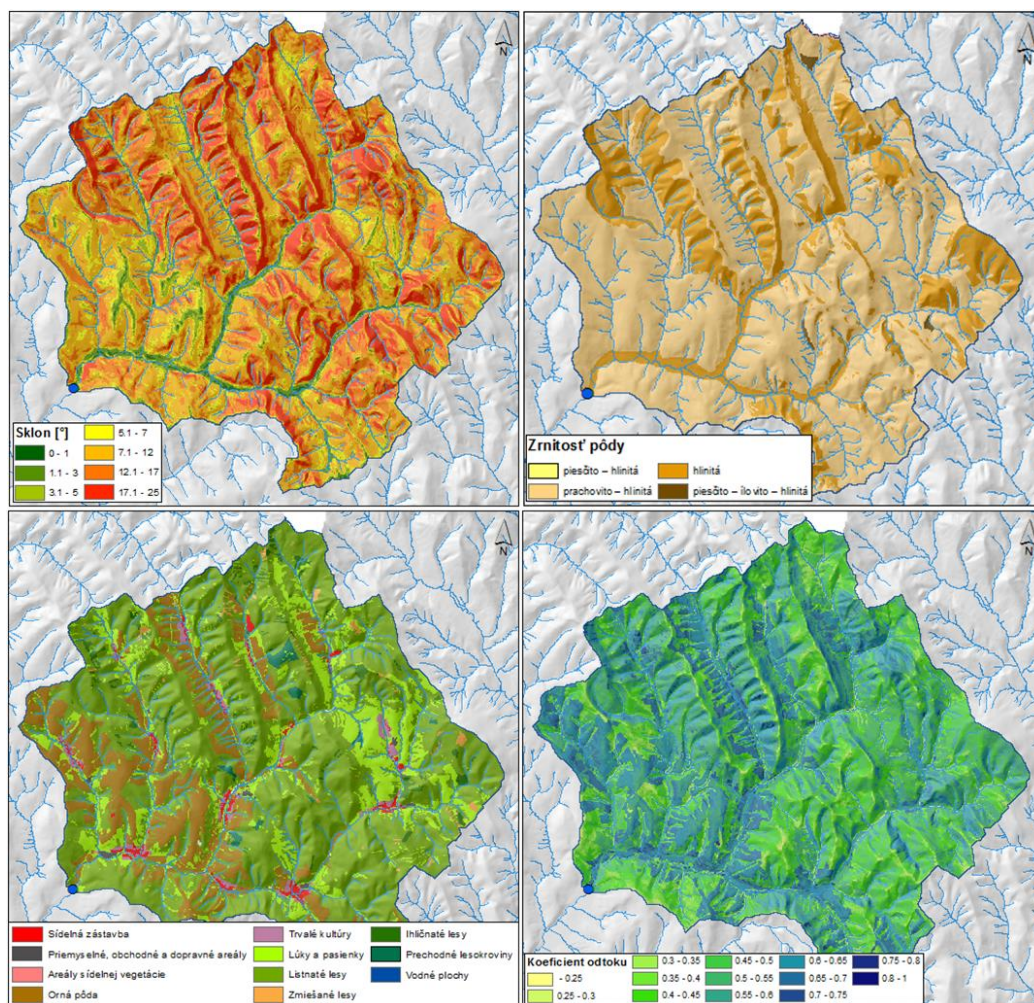 N
Sklon [°]
0 - 1
1.1 - 3
3.1 - 5
5.1 - 7
7.1 - 12
12.1 - 17
17.1 - 25
N
Zrnitosť pôdy
piesčito – hlinitá
prachovito – hlinitá
hlinitá
piesčito – ílovito – hlinitá
N
Sídelná zástavba
Priemyselné, obchodné a dopravné areály
Areály sídelnej vegetácie
Orná pôda
Trvalé kultúry
Lúky a pasienky
Listnaté lesy
Zmiešané lesy
Ihličnaté lesy
Prechodné lesokroviny
Vodné plochy
N
Koeficient odtoku
- 0.25
0.25 - 0.3
0.3 - 0.35
0.35 - 0.4
0.4 - 0.45
0.45 - 0.5
0.5 - 0.55
0.55 - 0.6
0.6 - 0.65
0.65 - 0.7
0.7 - 0.75
0.75 - 0.8
0.8 - 1